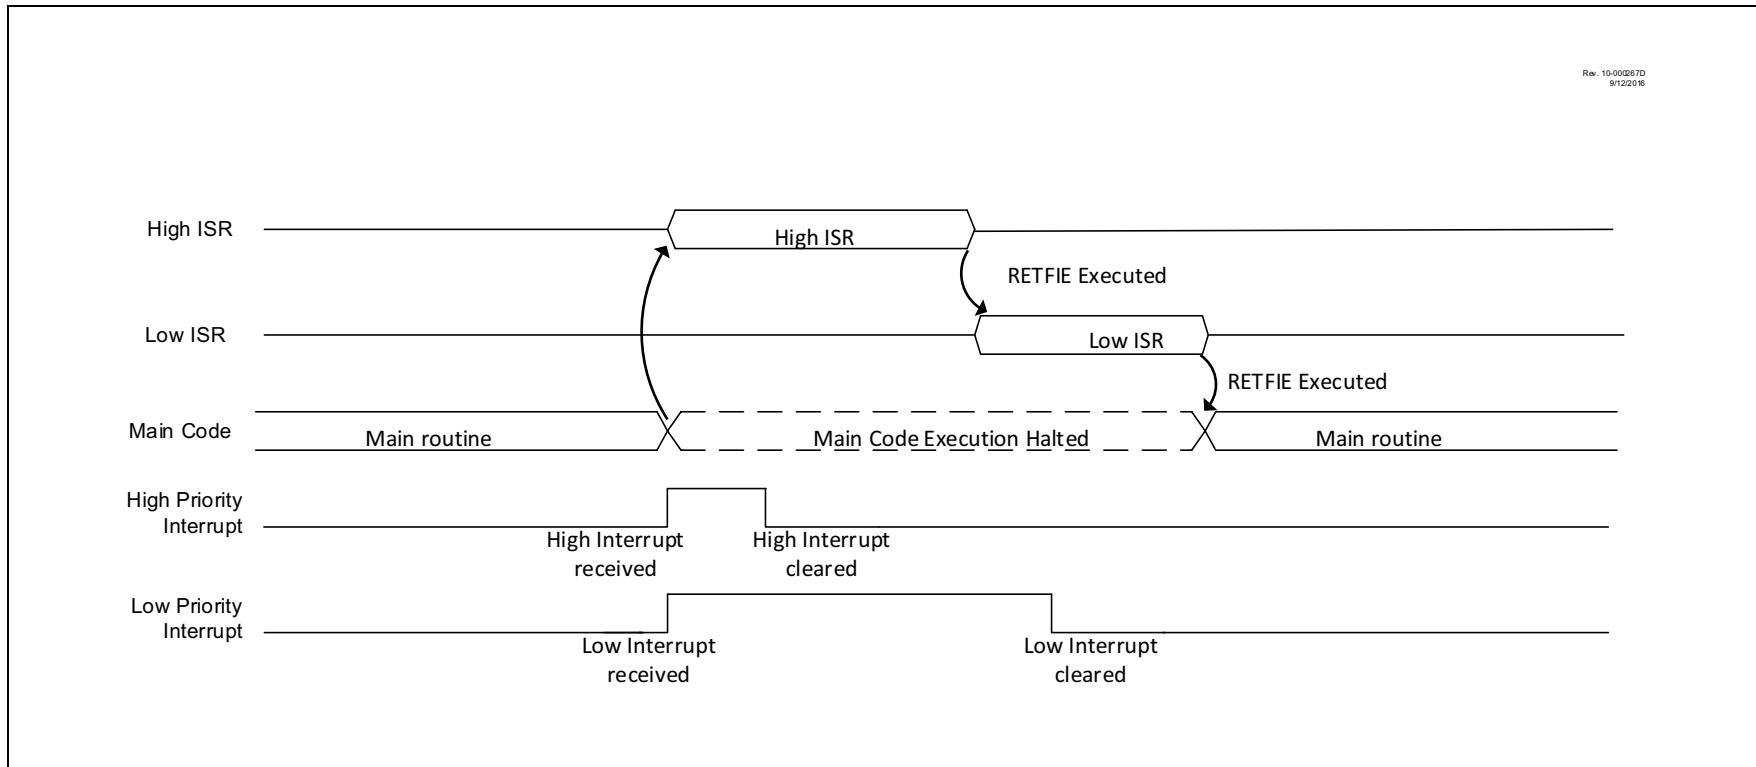 Rev. 10-000267D
9/12/2016
High ISR
High ISR
RETFIE Executed
Low ISR
Low ISR
RETFIE Executed
Main Code
Main routine
Main Code Execution Halted
Main routine
High Priority
Interrupt
High Interrupt
received
High Interrupt
cleared
Low Priority
Interrupt
Low Interrupt
received
Low Interrupt
cleared